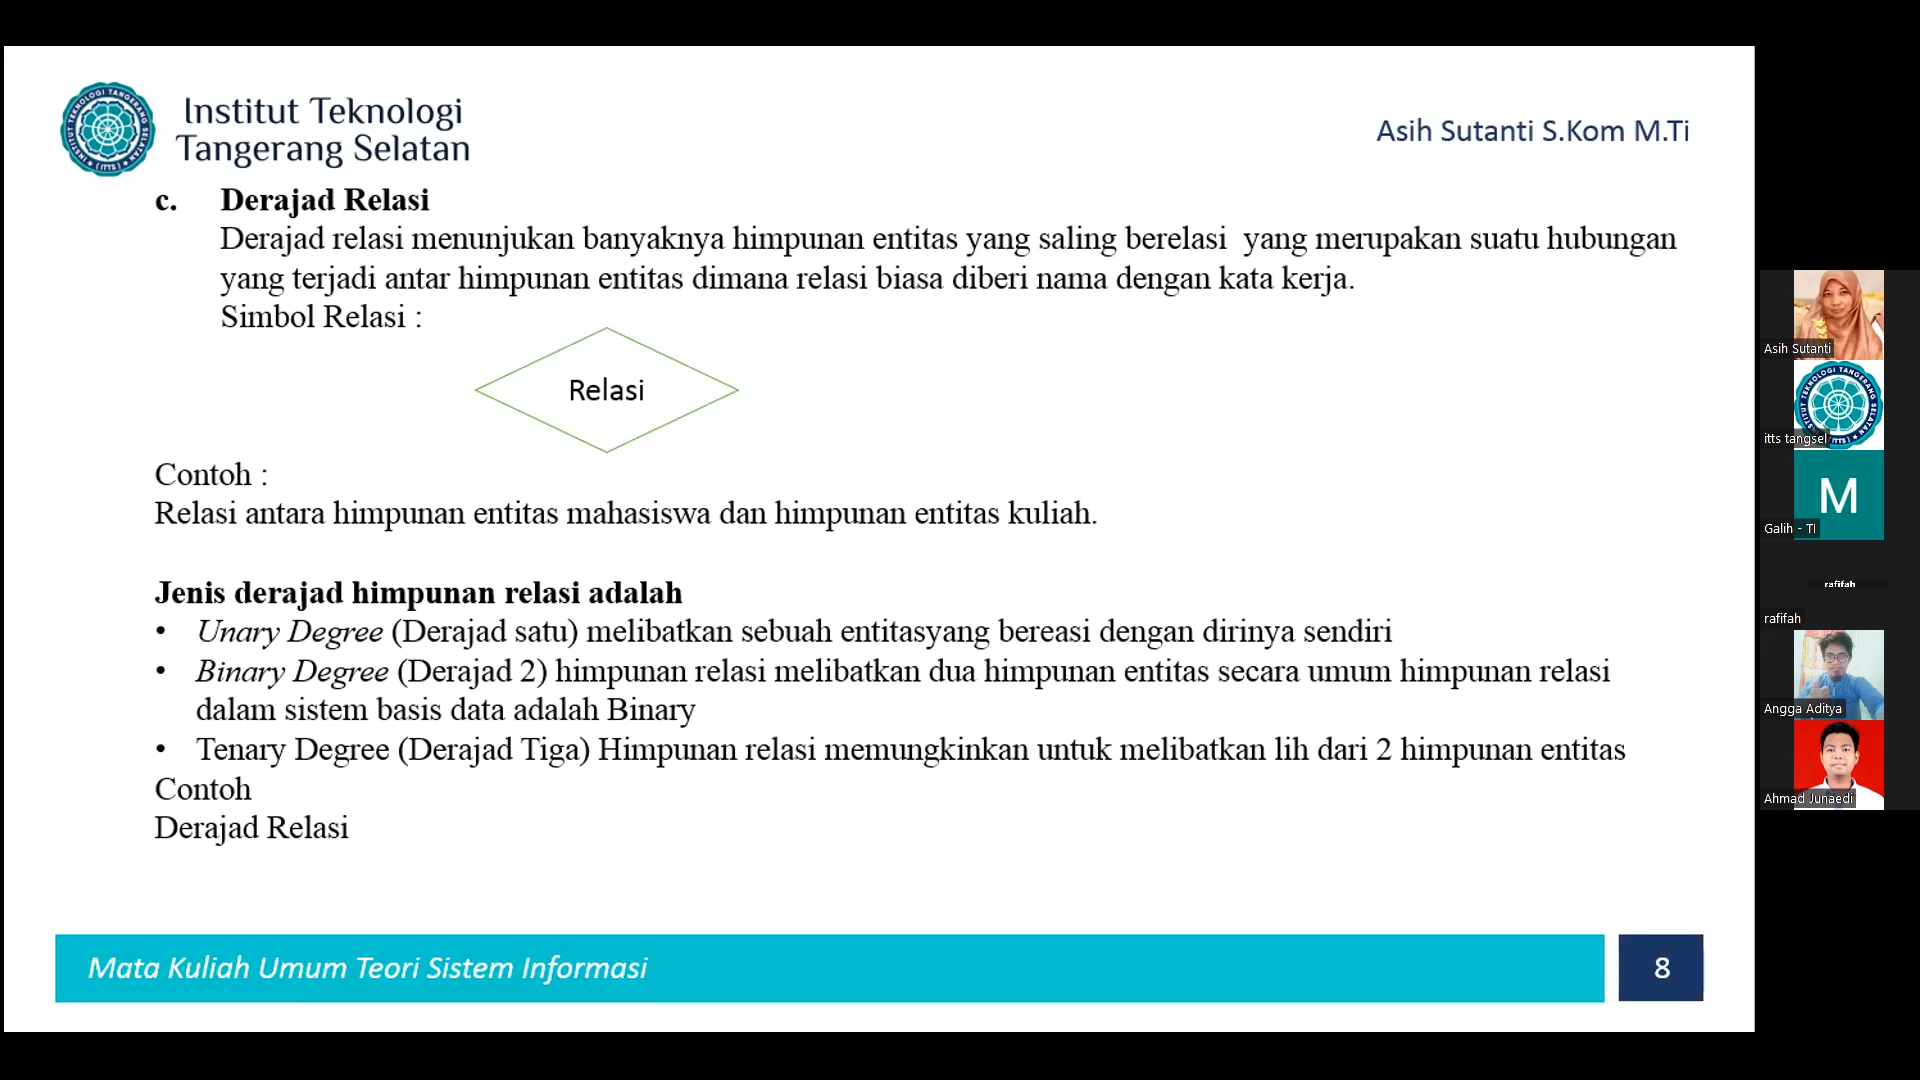 Institut Teknologi
Tangerang Selatan
Asih Sutanti S.Kom M.Ti
c. Derajad Relasi
Derajad relasi menunjukan banyaknya himpunan entitas yang saling berelasi yang merupakan suatu hubungan
yang terjadi antar himpunan entitas dimana relasi biasa diberi nama dengan kata kerja.
Simbol Relasi :
Relasi
Contoh :
Relasi antara himpunan entitas mahasiswa dan himpunan entitas kuliah.
Jenis derajad himpunan relasi adalah
• Unary Degree (Derajad satu) melibatkan sebuah entitasyang bereasi dengan dirinya sendiri
• Binary Degree (Derajad 2) himpunan relasi melibatkan dua himpunan entitas secara umum himpunan relasi
dalam sistem basis data adalah Binary
• Tenary Degree (Derajad Tiga) Himpunan relasi memungkinkan untuk melibatkan lih dari 2 himpunan entitas
Contoh
Derajad Relasi
Mata Kuliah Umum Teori Sistem Informasi
8
Asih Sutanti
INSTITUT TEKNOLOGI TANGERANG SELATAN
itts tangsel
M
Galih - TI
rafifah
rafifah
Angga Aditya
Ahmad Junaedi